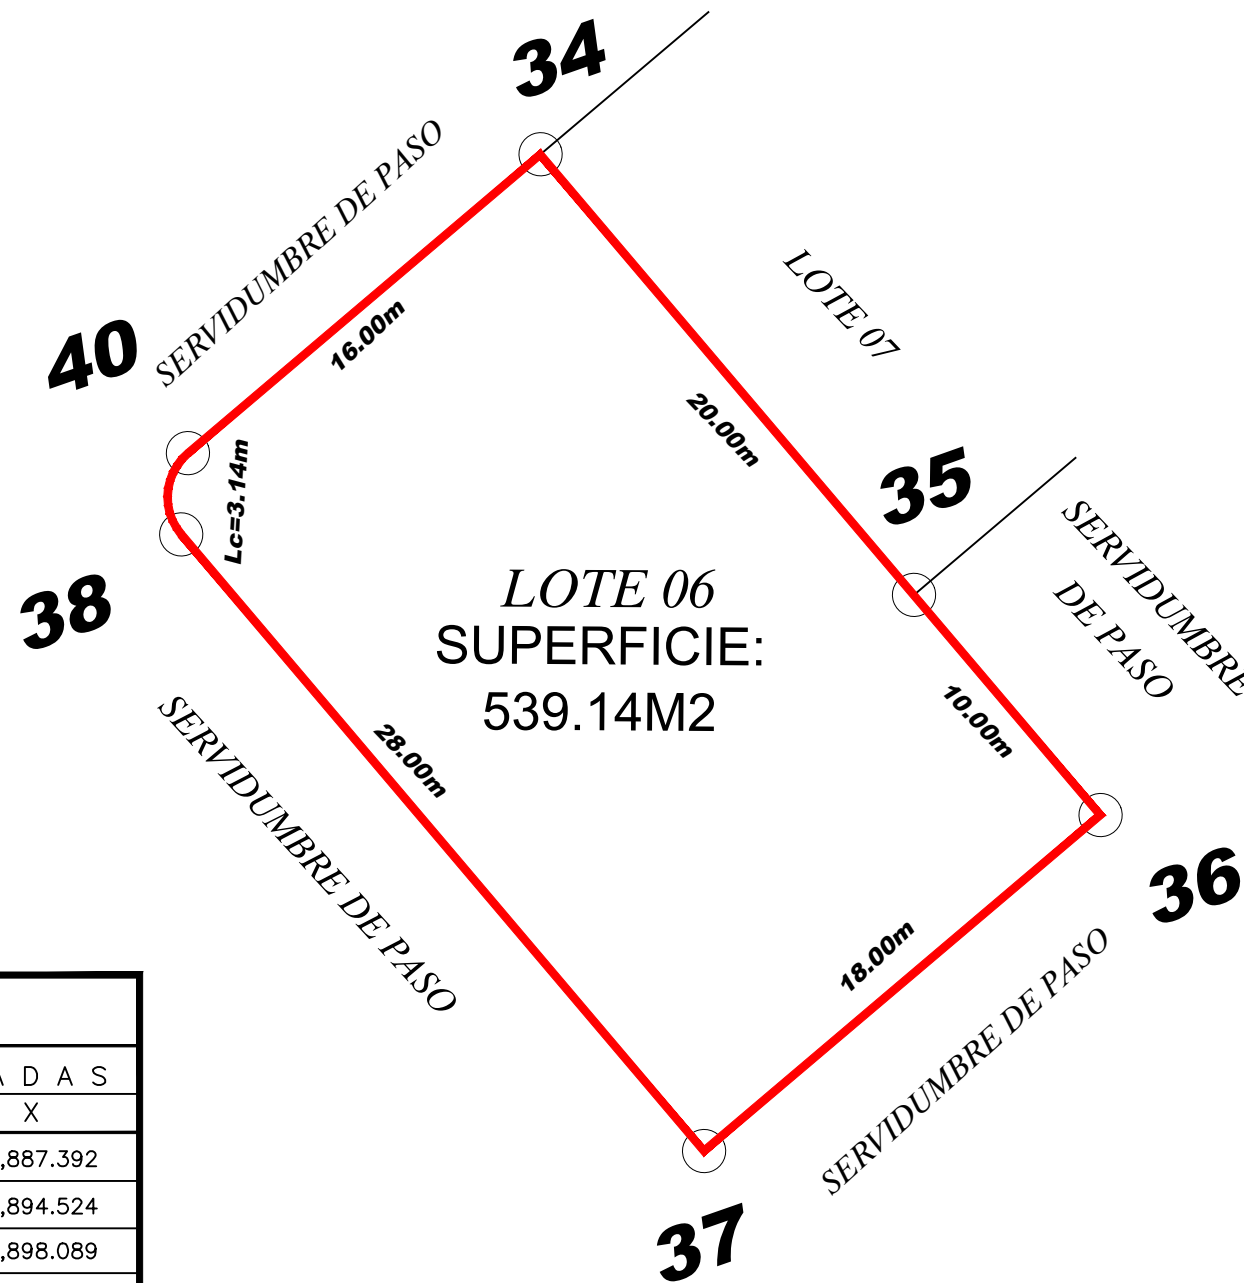 34
SERVIDUMBRE DE PASO
LOTE 07
40
16.00m
20.00m
35
Lc=3.14m
SERVIDUMBRE
DE PASO
38
LOTE 06
SUPERFICIE:
539.14M2
10.00m
28.00m
SERVIDUMBRE DE PASO
36
18.00m
SERVIDUMBRE DE PASO
37
A D A S
X
,887.392
,894.524
,898.089